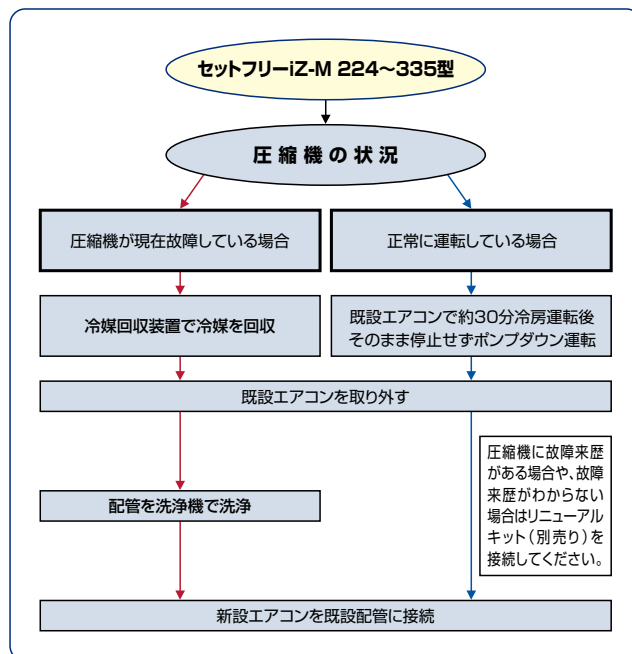 セットフリーiZ-M 224～335型
圧縮機の状況
圧縮機が現在故障している場合
正常に運転している場合
冷媒回収装置で冷媒を回収
既設エアコンで約30分冷房運転後
そのまま停止せずポンプダウン運転
既設エアコンを取り外す
圧縮機に故障来歴
がある場合や、故障
来歴がわからない
場合はリニューアル
キット（別売り）を
接続してください。
配管を洗浄機で洗浄
新設エアコンを既設配管に接続